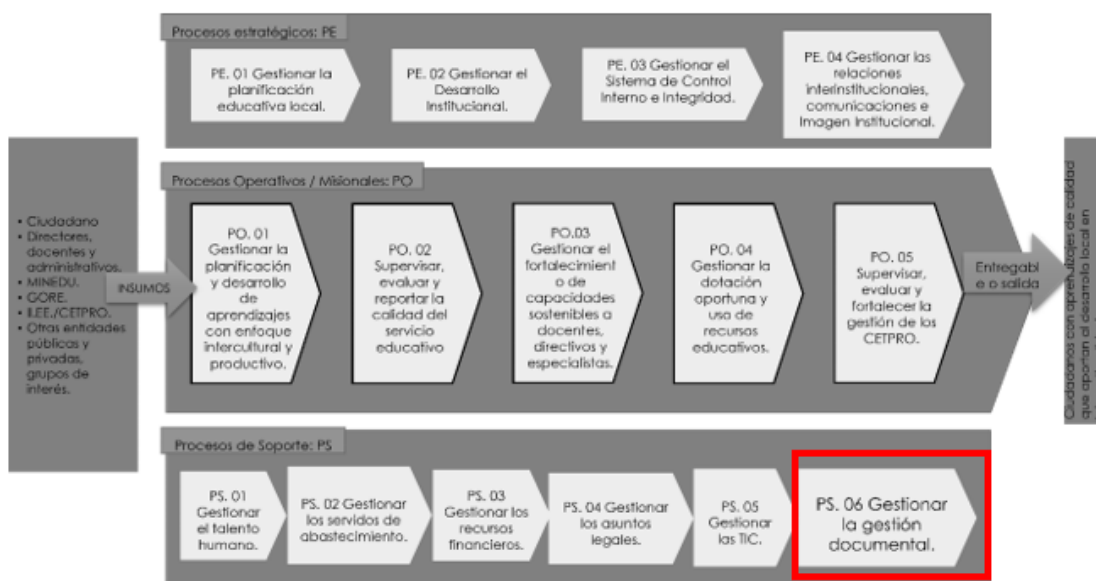 Procesos estratégicos: PE
PE. 01 Gestionar la
planificación
educativa local.
PE. 02 Gestionar el
Desarrollo
Institucional.
PE. 03 Gestionar el
Sistema de Control
Interno e Integridad.
PE. 04 Gestionar las
relaciones
interinstitucionales,
comunicaciones e
Imagen Institucional.
• Ciudadano
• Directores,
docentes y
administrativos.
• MINEDU.
• GORE.
• II.EE./CETPRO.
• Otras entidades
públicas y
privadas,
grupos de
interés.
INSUMOS
Procesos Operativos / Misionales: PO
PO. 01
Gestionar la
planificación
y desarrollo
de
aprendizajes
con enfoque
intercultural y
productivo.
PO. 02
Supervisar,
evaluar y
reportar la
calidad del
servicio
educativo
PO.03
Gestionar el
fortalecimient
o de
capacidades
sostenibles a
docentes,
directivos y
especialistas.
PO. 04
Gestionar la
dotación
oportuna y
uso de
recursos
educativos.
PO. 05
Supervisar,
evaluar y
fortalecer la
gestión de los
CETPRO.
Entregabl
e o salida
Ciudadanos con aprendizajes de calidad
que aportan al desarrollo local en
Procesos de Soporte: PS
PS. 01
Gestionar
el talento
humano.
PS. 02 Gestionar
los servidos de
abastecimiento.
PS. 03
Gestionar los
recursos
financieros.
PS. 04 Gestionar
los asuntos
legales.
PS. 05
Gestionar
las TIC.
PS. 06 Gestionar
la gestión
documental.